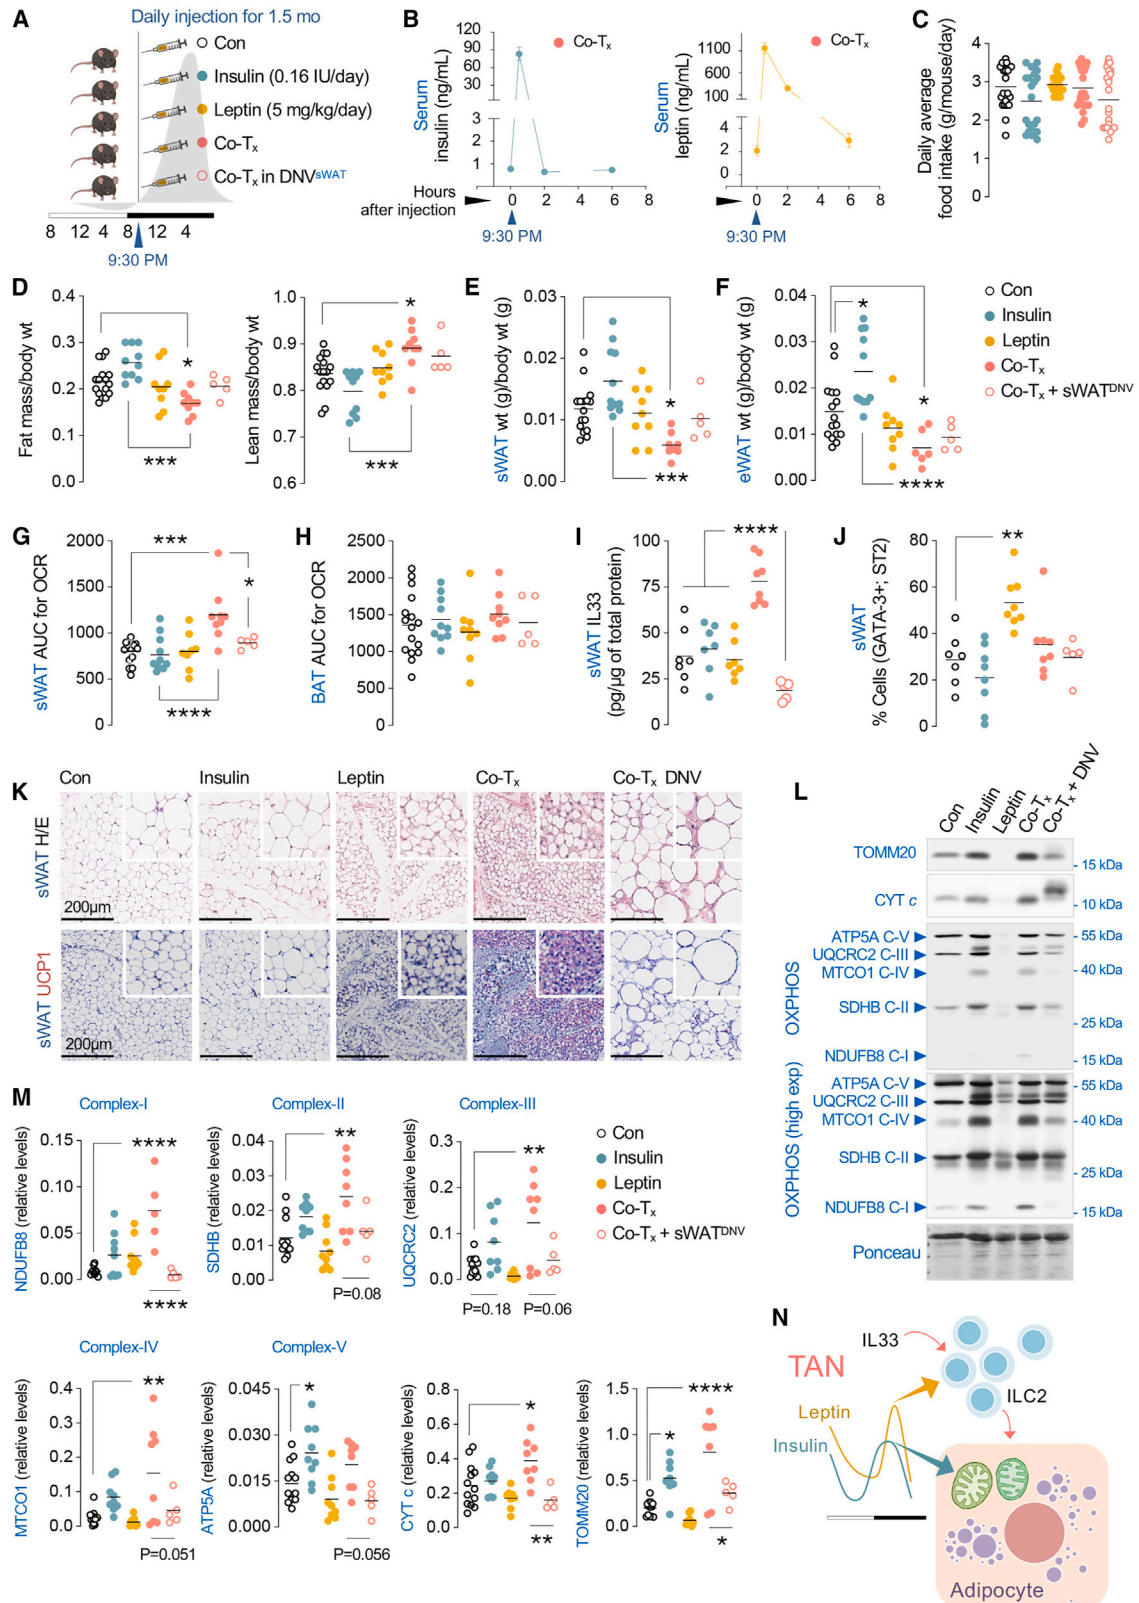 A
Daily injection for 1.5 mo
Con
Insulin (0.16 IU/day)
Leptin (5 mg/kg/day)
Co-Tx
Co-Tx in DNVsWAT
8 12 4 8 12 4
9:30 PM
B
Serum
insulin (ng/mL)
120
90
60
30
3
2
1
Co-Tx
Hours
after injection
0 2 4 6 8
9:30 PM
Serum
leptin (ng/mL)
1100
600
100
4
2
0
Co-Tx
0 2 4 6 8
9:30 PM
C
Daily average
food intake (g/mouse/day)
4
3
2
1
0
D
Fat mass/body wt
0.4
0.3
0.2
0.1
0.0
*
***
Lean mass/body wt
1.0
0.9
0.8
0.7
0.6
*
***
E
sWAT wt (g)/body wt (g)
0.03
0.02
0.01
0.00
*
***
F
eWAT wt (g)/body wt (g)
0.04
0.03
0.02
0.01
0.00
*
*
****
Con
Insulin
Leptin
Co-Tx
Co-Tx + sWATDNV
G
sWAT AUC for OCR
2000
1500
1000
500
0
***
*
****
H
BAT AUC for OCR
2500
2000
1500
1000
500
0
I
sWAT IL33
(pg/µg of total protein)
100
75
50
25
0
****
J
sWAT
% Cells (GATA-3+; ST2)
80
60
40
20
0
**
K
Con Insulin Leptin Co-Tx Co-Tx DNV
sWAT H/E
200µm
sWAT UCP1
200µm
L
Con Insulin Leptin Co-Tx Co-Tx + DNV
TOMM20
- 15 kDa
CYT c
- 10 kDa
OXPHOS
ATP5A C-V
- 55 kDa
UQCRC2 C-III
MTCO1 C-IV
- 40 kDa
SDHB C-II
- 25 kDa
NDUFB8 C-I
- 15 kDa
OXPHOS (high exp)
ATP5A C-V
- 55 kDa
UQCRC2 C-III
MTCO1 C-IV
- 40 kDa
SDHB C-II
- 25 kDa
NDUFB8 C-I
- 15 kDa
Ponceau
M
Complex-I
NDUFB8 (relative levels)
0.15
0.10
0.05
0.00
****
****
Complex-II
SDHB (relative levels)
0.04
0.03
0.02
0.01
0.00
**
P=0.08
Complex-III
UQCRC2 (relative levels)
0.3
0.2
0.1
0.0
**
P=0.18 P=0.06
Con
Insulin
Leptin
Co-Tx
Co-Tx + sWATDNV
Complex-IV
MTCO1 (relative levels)
0.4
0.3
0.2
0.1
0.0
**
P=0.051
Complex-V
ATP5A (relative levels)
0.045
0.030
0.015
0.000
*
P=0.056
CYT c (relative levels)
0.8
0.6
0.4
0.2
0.0
*
**
TOMM20 (relative levels)
1.5
1.0
0.5
0.0
****
*
*
N
TAN
IL33
ILC2
Leptin
Insulin
Adipocyte